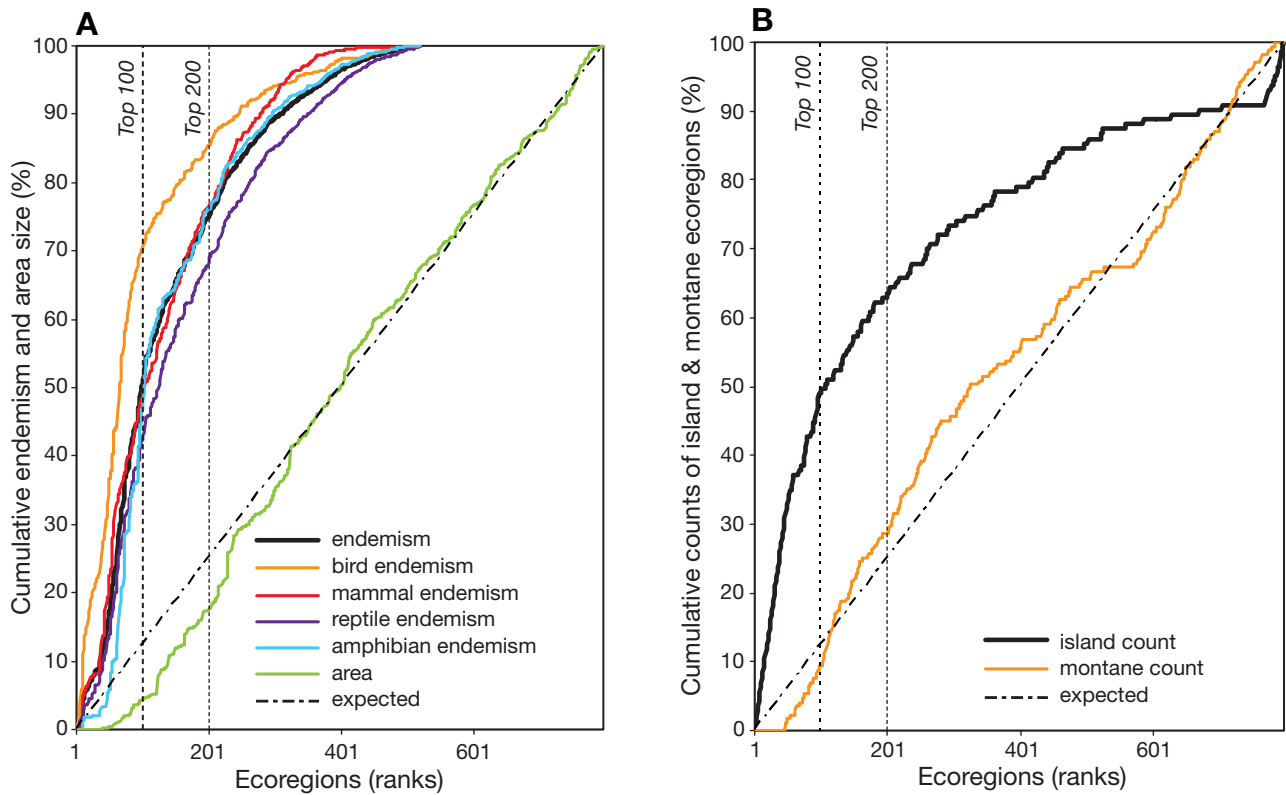 A
Cumulative endemism and area size (%)
100
90
80
70
60
50
40
30
20
10
0
Top 100
Top 200
endemism
bird endemism
mammal endemism
reptile endemism
amphibian endemism
area
expected
1
201
401
601
Ecoregions (ranks)
B
Cumulative counts of island & montane ecoregions (%)
100
90
80
70
60
50
40
30
20
10
0
Top 100
Top 200
island count
montane count
expected
1
201
401
601
Ecoregions (ranks)